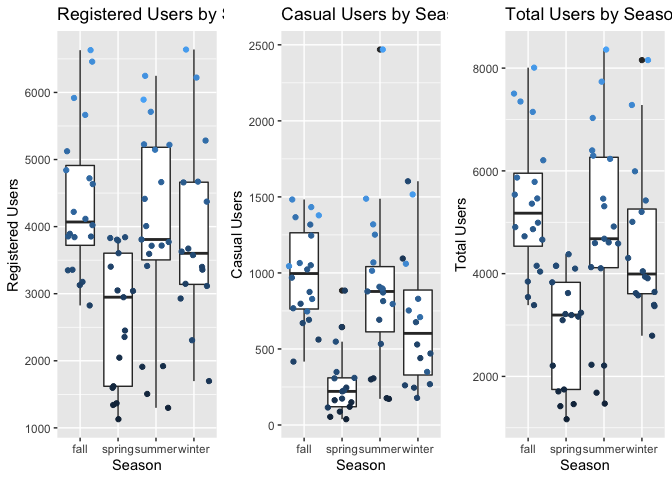 Registered Users by S
Registered Users
6000
5000
4000
3000
2000
1000
fall spring summer winter
Season
Casual Users by Seas
Casual Users
2500
2000
1500
1000
500
0
fall spring summer winter
Season
Total Users by Seaso
Total Users
8000
6000
4000
2000
fall spring summer winter
Season